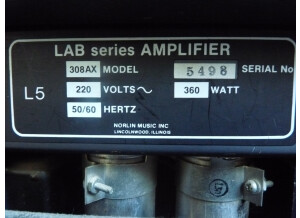 LAB series AMPLIFIER
308AX MODEL 5498 SERIAL No
L5 220 VOLTS ~ 360 WATT
50/60 HERTZ
NORLIN MUSIC INC
LINCOLNWOOD, ILLINOIS